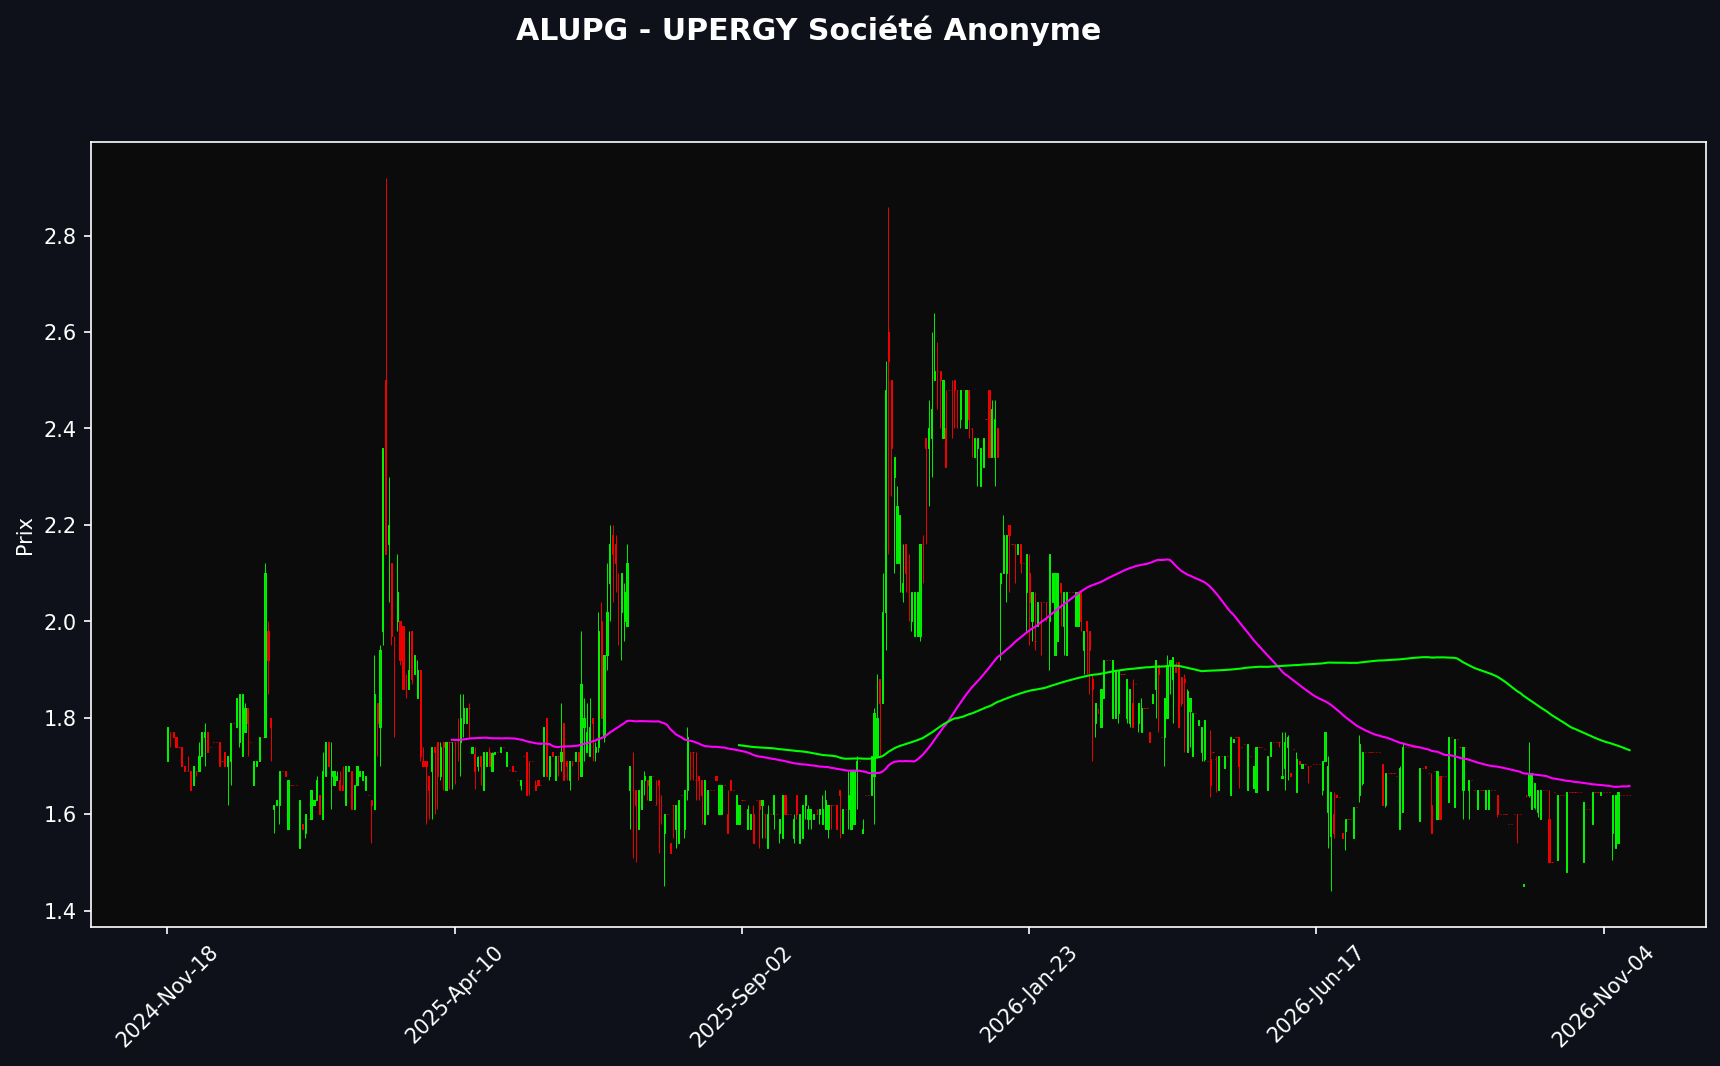 ALUPG - UPERGY Société Anonyme
Prix
2.8
2.6
2.4
2.2
2.0
1.8
1.6
1.4
2024-Nov-18
2025-Apr-10
2025-Sep-02
2026-Jan-23
2026-Jun-17
2026-Nov-04